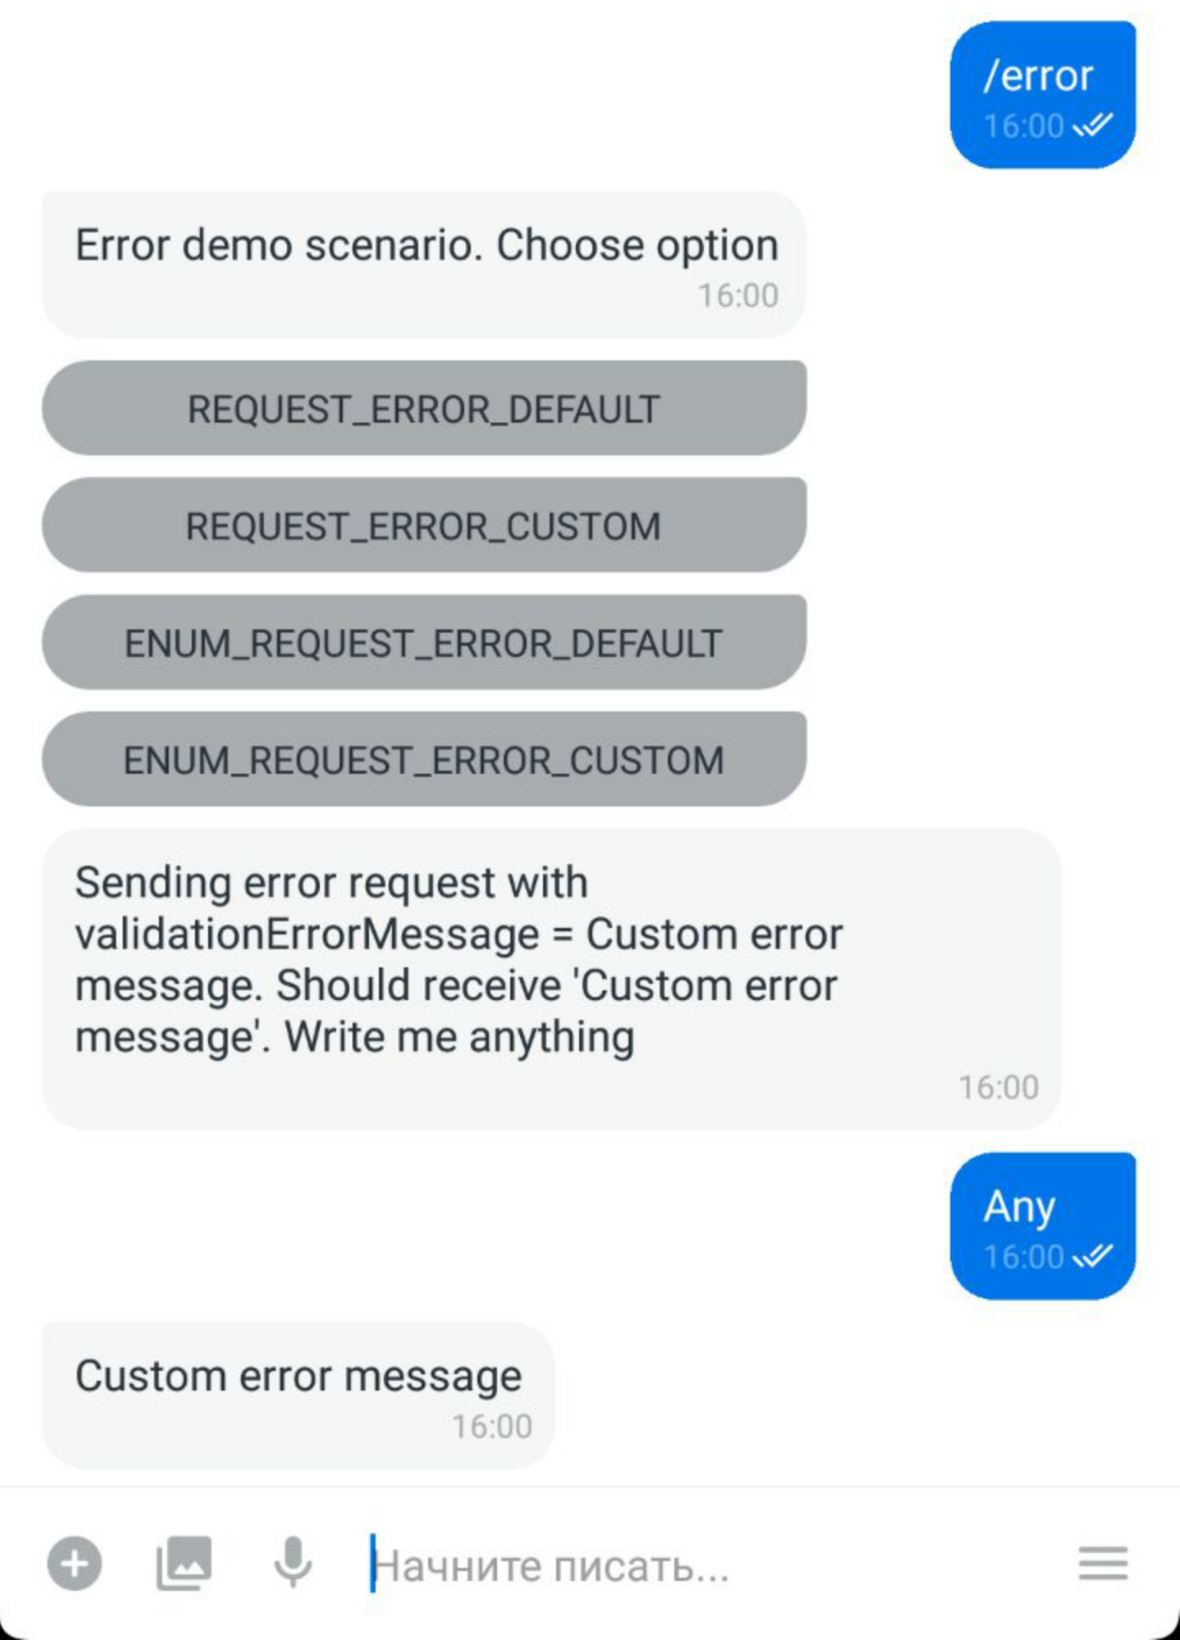 /error
16:00
Error demo scenario. Choose option
16:00
REQUEST_ERROR_DEFAULT
REQUEST_ERROR_CUSTOM
ENUM_REQUEST_ERROR_DEFAULT
ENUM_REQUEST_ERROR_CUSTOM
Sending error request with
validationErrorMessage = Custom error
message. Should receive 'Custom error
message'. Write me anything
16:00
Any
16:00
Custom error message
16:00
Начните писать...